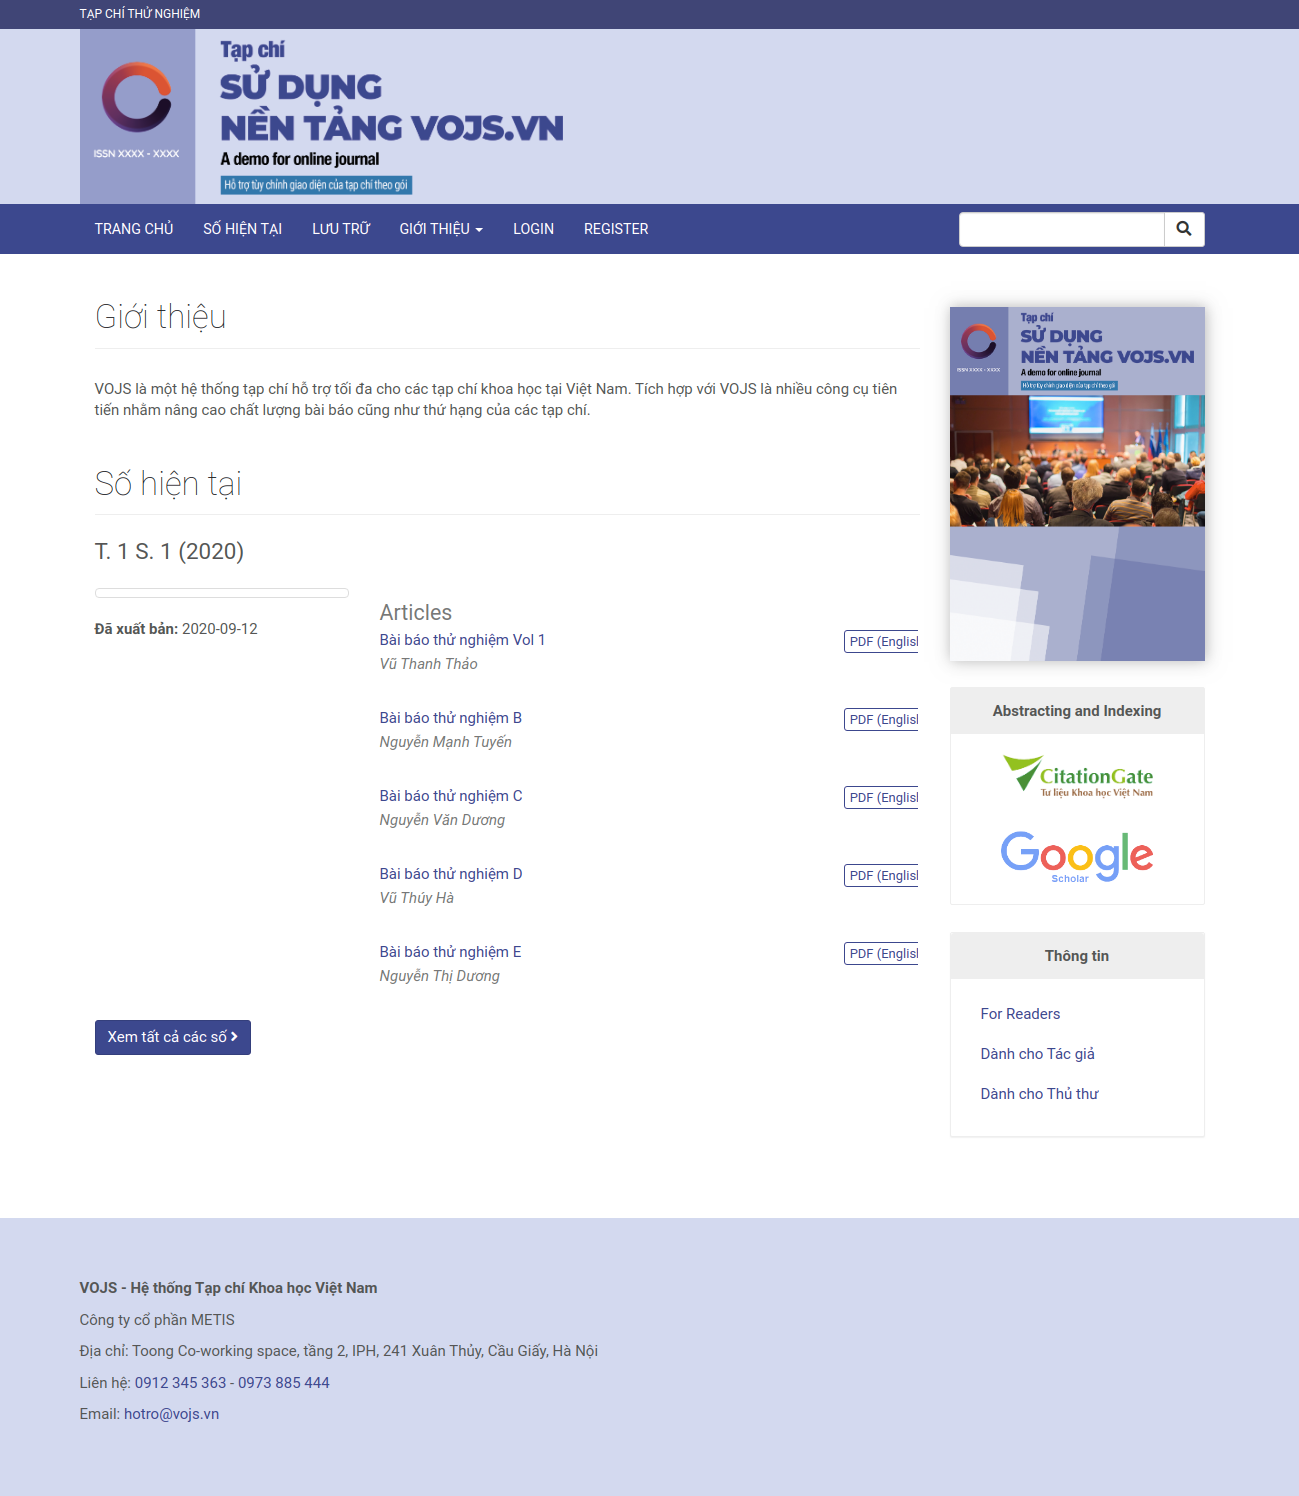 TẠP CHÍ THỬ NGHIỆM
Tạp chí
SỬ DỤNG
NỀN TẢNG VOJS.VN
A demo for online journal
Hỗ trợ tùy chỉnh giao diện của tạp chí theo gói
ISSN XXXX - XXXX
TRANG CHỦ SỐ HIỆN TẠI LƯU TRỮ GIỚI THIỆU LOGIN REGISTER
Giới thiệu
VOJS là một hệ thống tạp chí hỗ trợ tối đa cho các tạp chí khoa học tại Việt Nam. Tích hợp với VOJS là nhiều công cụ tiên
tiến nhằm nâng cao chất lượng bài báo cũng như thứ hạng của các tạp chí.
Số hiện tại
T. 1 S. 1 (2020)
Đã xuất bản: 2020-09-12
Articles
Bài báo thử nghiệm Vol 1 PDF (English
Vũ Thanh Thảo
Bài báo thử nghiệm B PDF (English
Nguyễn Mạnh Tuyến
Bài báo thử nghiệm C PDF (English
Nguyễn Văn Dương
Bài báo thử nghiệm D PDF (English
Vũ Thúy Hà
Bài báo thử nghiệm E PDF (English
Nguyễn Thị Dương
Xem tất cả các số
Tạp chí
SỬ DỤNG
NỀN TẢNG VOJS.VN
A demo for online journal
Hỗ trợ tùy chỉnh giao diện của tạp chí theo gói
ISSN XXXX - XXXX
Abstracting and Indexing
CitationGate
Tư liệu Khoa học Việt Nam
Google
Scholar
Thông tin
For Readers
Dành cho Tác giả
Dành cho Thủ thư
VOJS - Hệ thống Tạp chí Khoa học Việt Nam
Công ty cổ phần METIS
Địa chỉ: Toong Co-working space, tầng 2, IPH, 241 Xuân Thủy, Cầu Giấy, Hà Nội
Liên hệ: 0912 345 363 - 0973 885 444
Email: hotro@vojs.vn